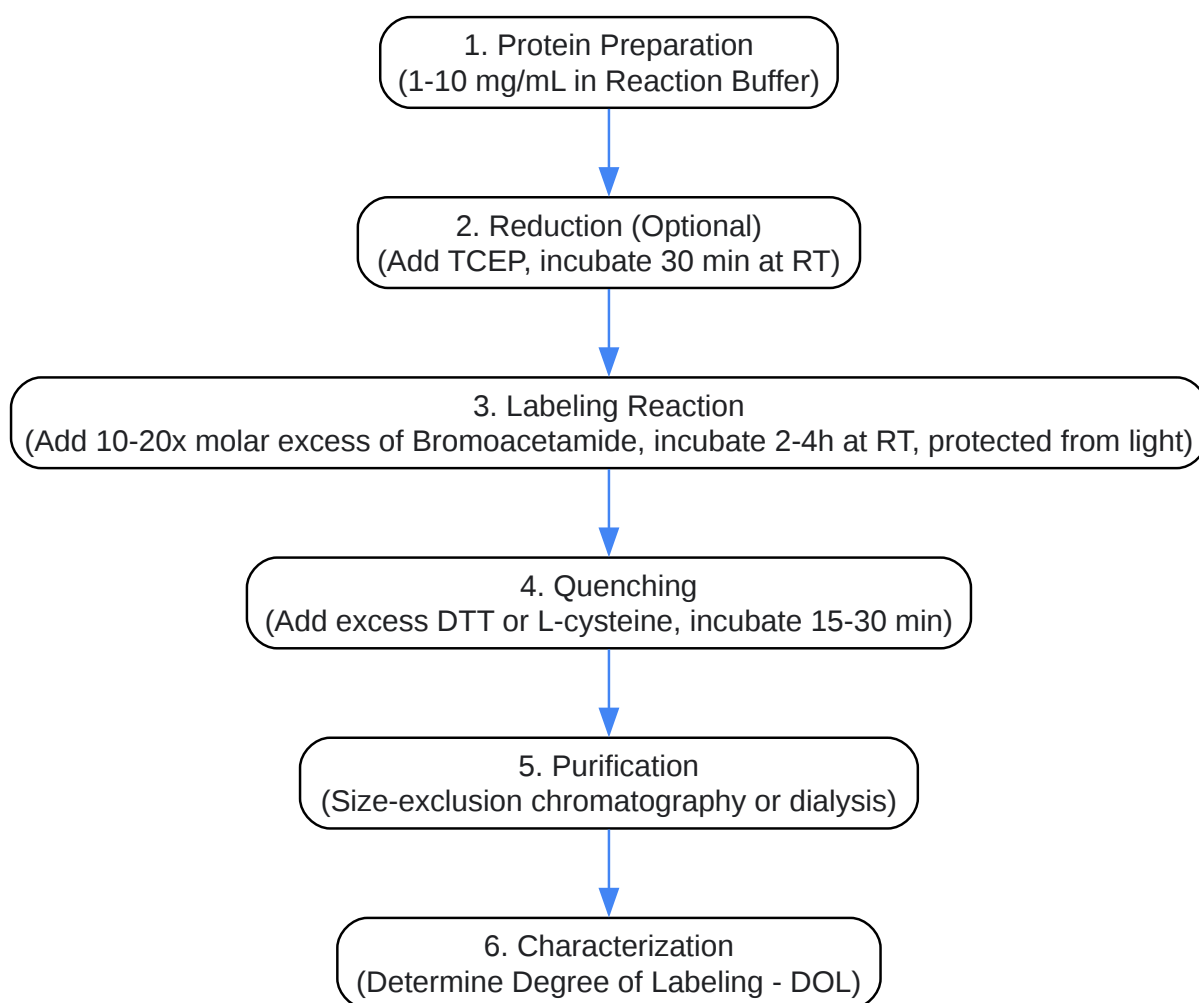 1. Protein Preparation
(1-10 mg/mL in Reaction Buffer)
2. Reduction (Optional)
(Add TCEP, incubate 30 min at RT)
3. Labeling Reaction
(Add 10-20x molar excess of Bromoacetamide, incubate 2-4h at RT, protected from light)
4. Quenching
(Add excess DTT or L-cysteine, incubate 15-30 min)
5. Purification
(Size-exclusion chromatography or dialysis)
6. Characterization
(Determine Degree of Labeling - DOL)